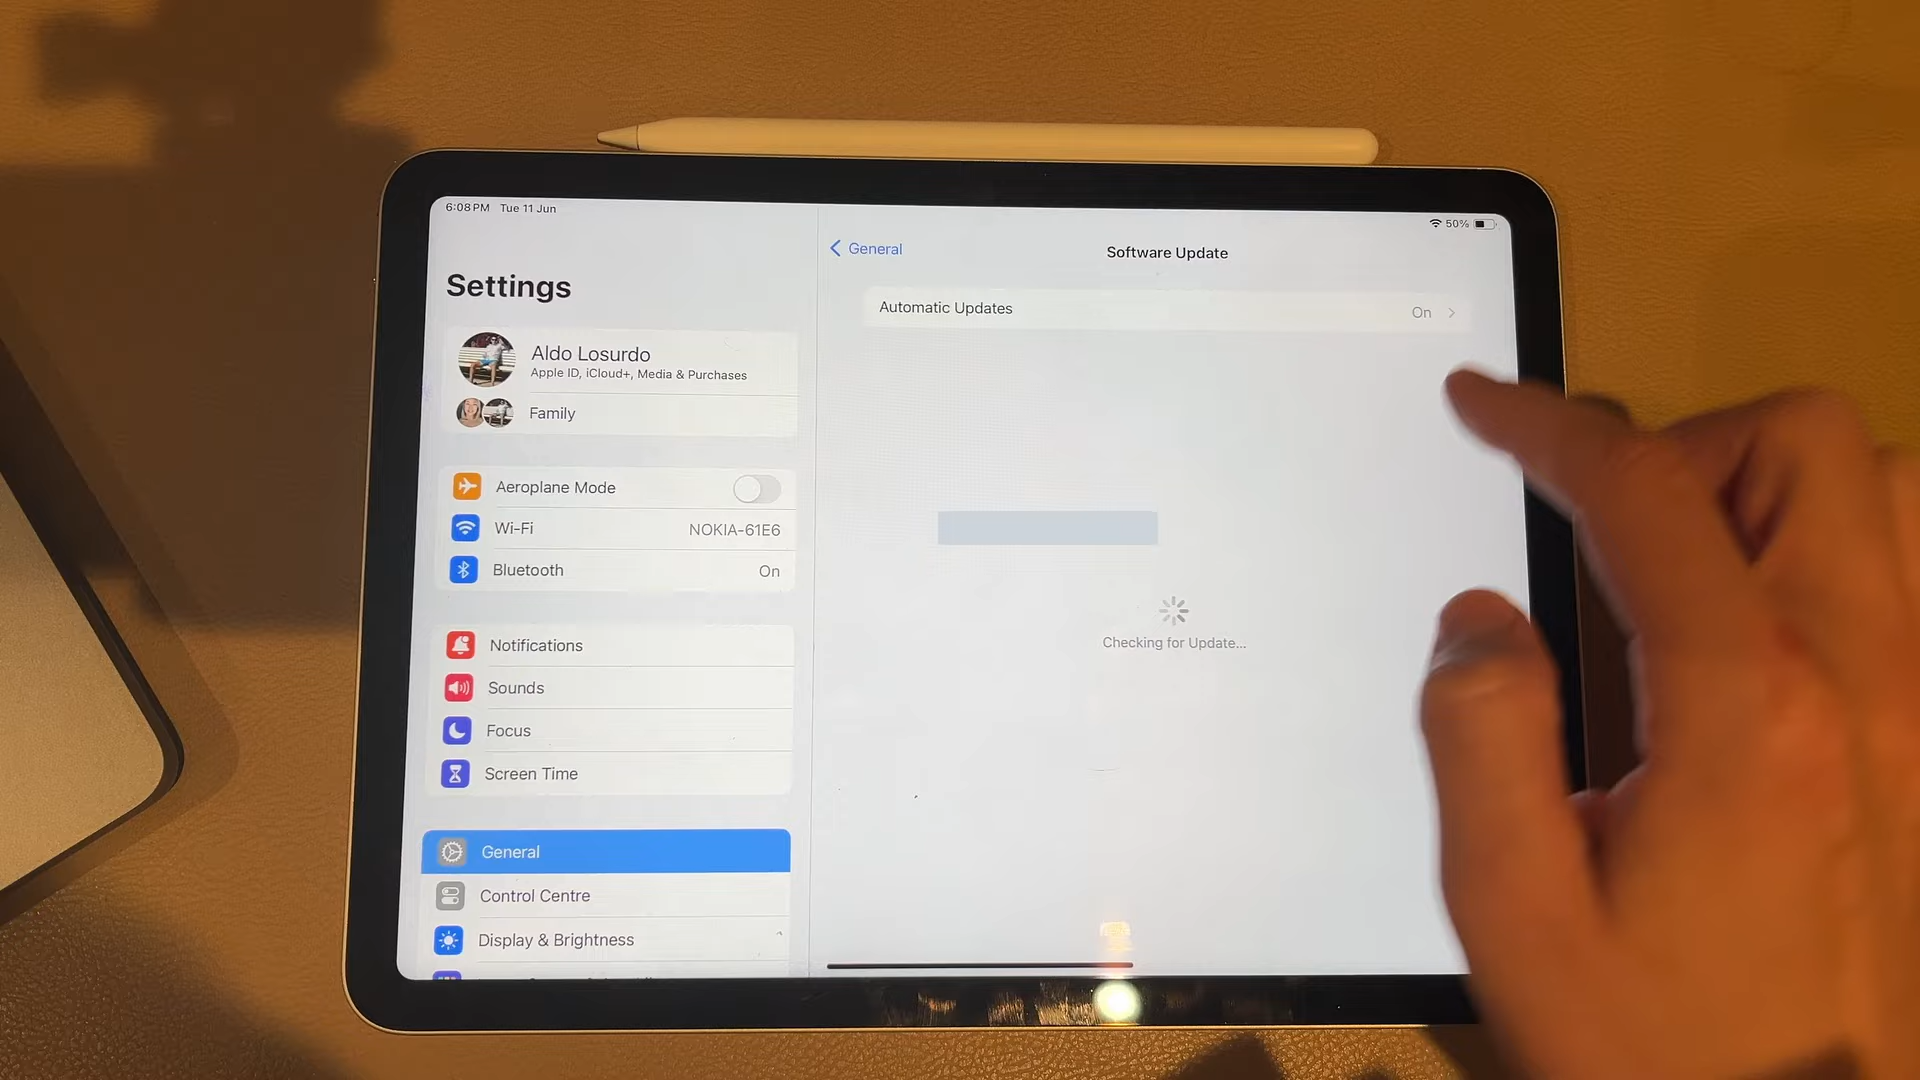 6:08 PM Tue 11 Jun
50%
Settings
Aldo Losurdo
Apple ID, iCloud+, Media & Purchases
Family
Aeroplane Mode
Wi-Fi NOKIA-61E6
Bluetooth On
Notifications
Sounds
Focus
Screen Time
General
Control Centre
Display & Brightness
General
Software Update
Automatic Updates On
Checking for Update...